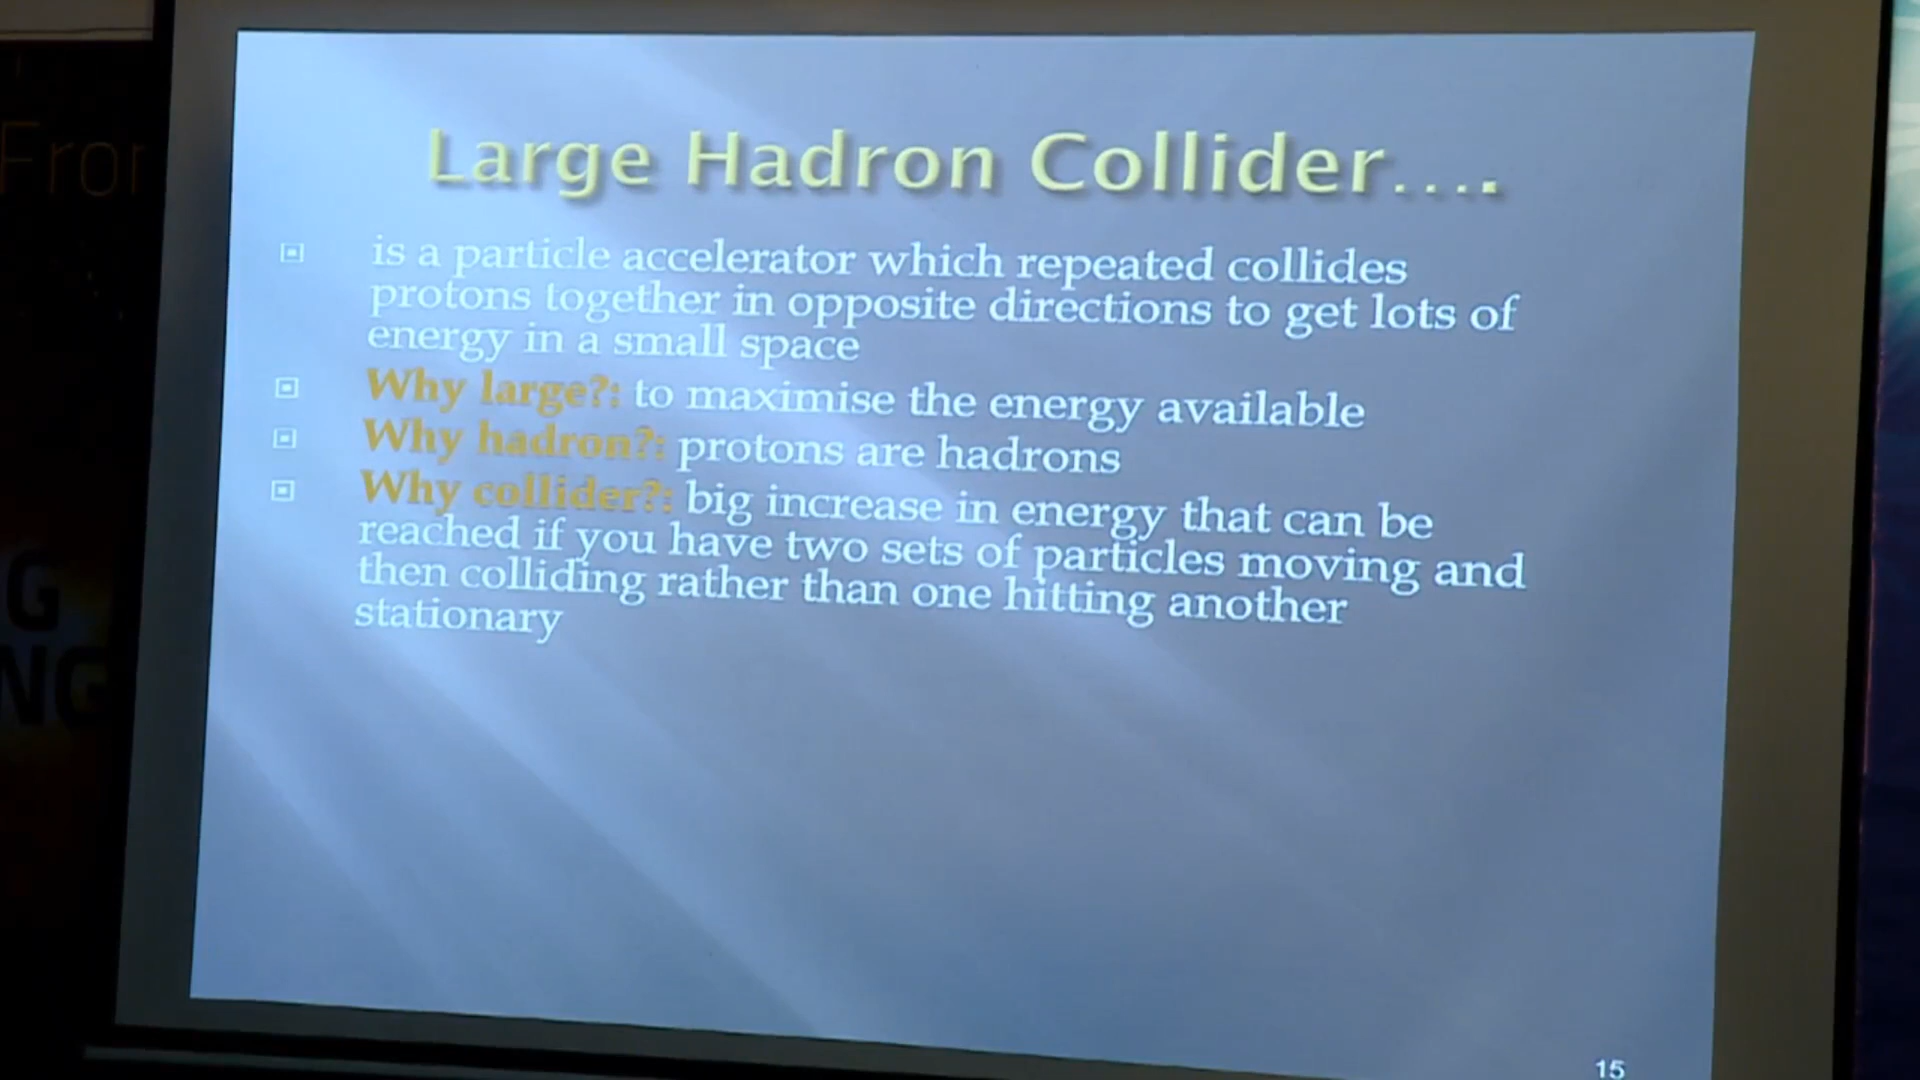 Large Hadron Collider....
is a particle accelerator which repeated collides
protons together in opposite directions to get lots of
energy in a small space
Why large?: to maximise the energy available
Why hadron?: protons are hadrons
Why collider?: big increase in energy that can be
reached if you have two sets of particles moving and
then colliding rather than one hitting another
stationary
15